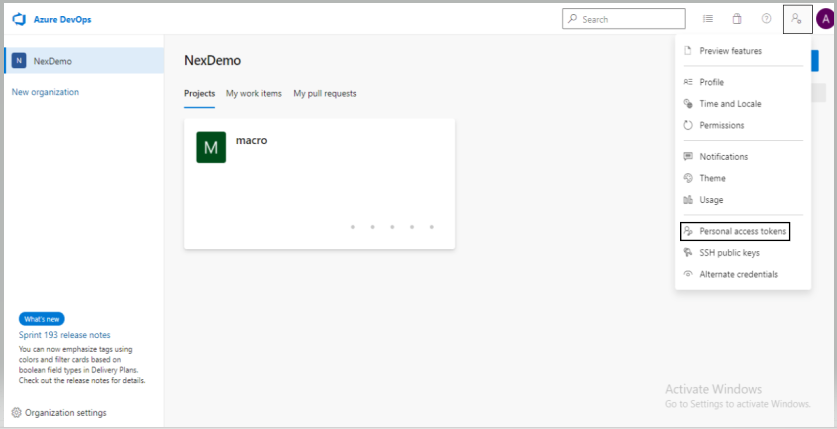 Azure DevOps
Search
A
N NexDemo
New organization
NexDemo
Projects My work items My pull requests
M macro
Preview features
Profile
Time and Locale
Permissions
Notifications
Theme
Usage
Personal access tokens
SSH public keys
Alternate credentials
What's new
Sprint 193 release notes
You can now emphasize tags using
colors and filter cards based on
boolean field types in Delivery Plans.
Check out the release notes for details.
Organization settings
Activate Windows
Go to Settings to activate Windows.